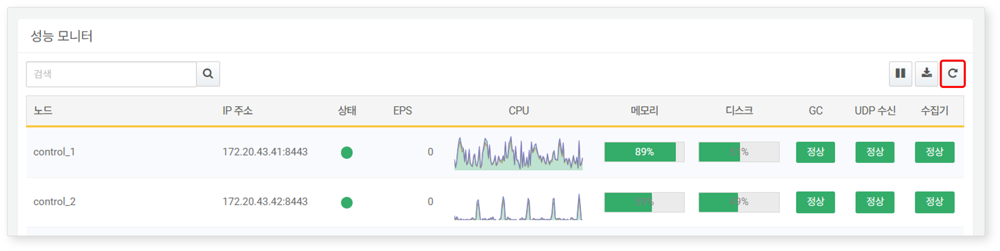 성능 모니터
검색
노드 IP 주소 상태 EPS CPU 메모리 디스크 GC UDP 수신 수집기
control_1 172.20.43.41:8443 0 89% 51% 정상 정상 정상
control_2 172.20.43.42:8443 0 59% 49% 정상 정상 정상